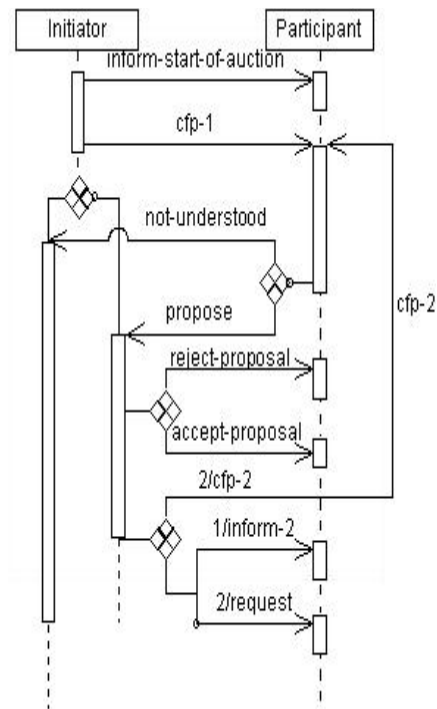 Initiator
Participant
inform-start-of-auction
cfp-1
not-understood
cfp-2
propose
reject-proposal
accept-proposal
2/cfp-2
1/inform-2
2/request